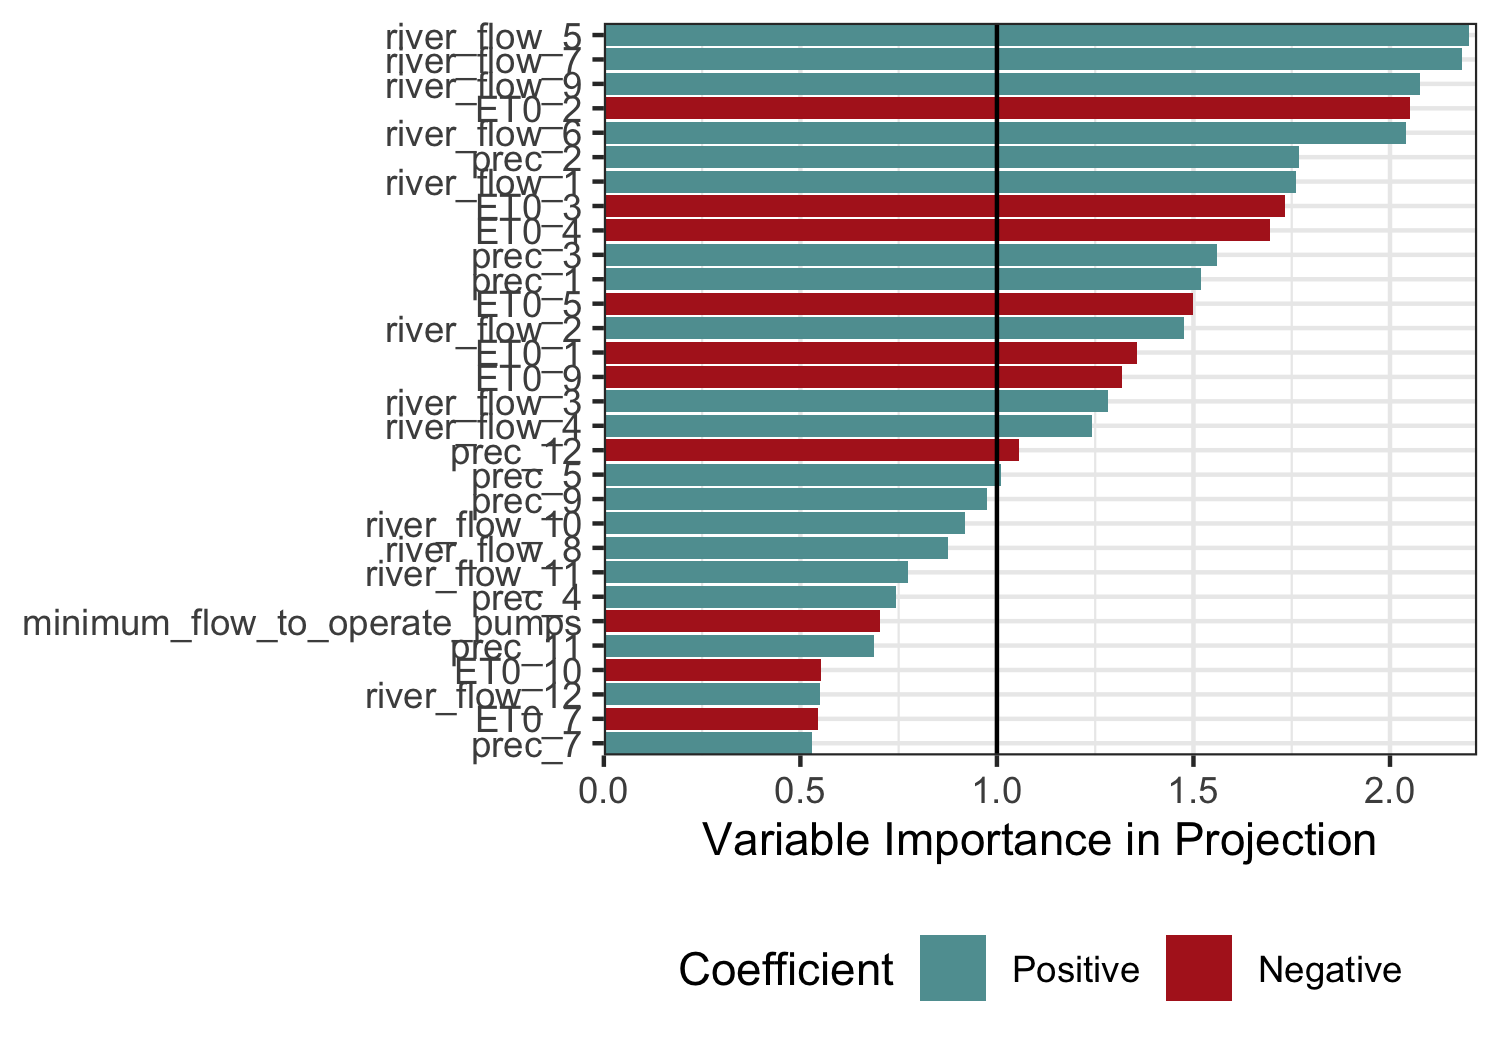 river_flow_5
river_flow_7
river_flow_9
ET0_2
river_flow_6
prec_2
river_flow_1
ET0_3
ET0_4
prec_3
prec_1
ET0_5
river_flow_2
ET0_1
ET0_9
river_flow_3
river_flow_4
prec_12
prec_5
prec_9
river_flow_10
river_flow_8
river_flow_11
prec_4
minimum_flow_to_operate_pumps
prec_11
ET0_10
river_flow_12
ET0_7
prec_7
0.0 0.5 1.0 1.5 2.0
Variable Importance in Projection
Coefficient Positive Negative